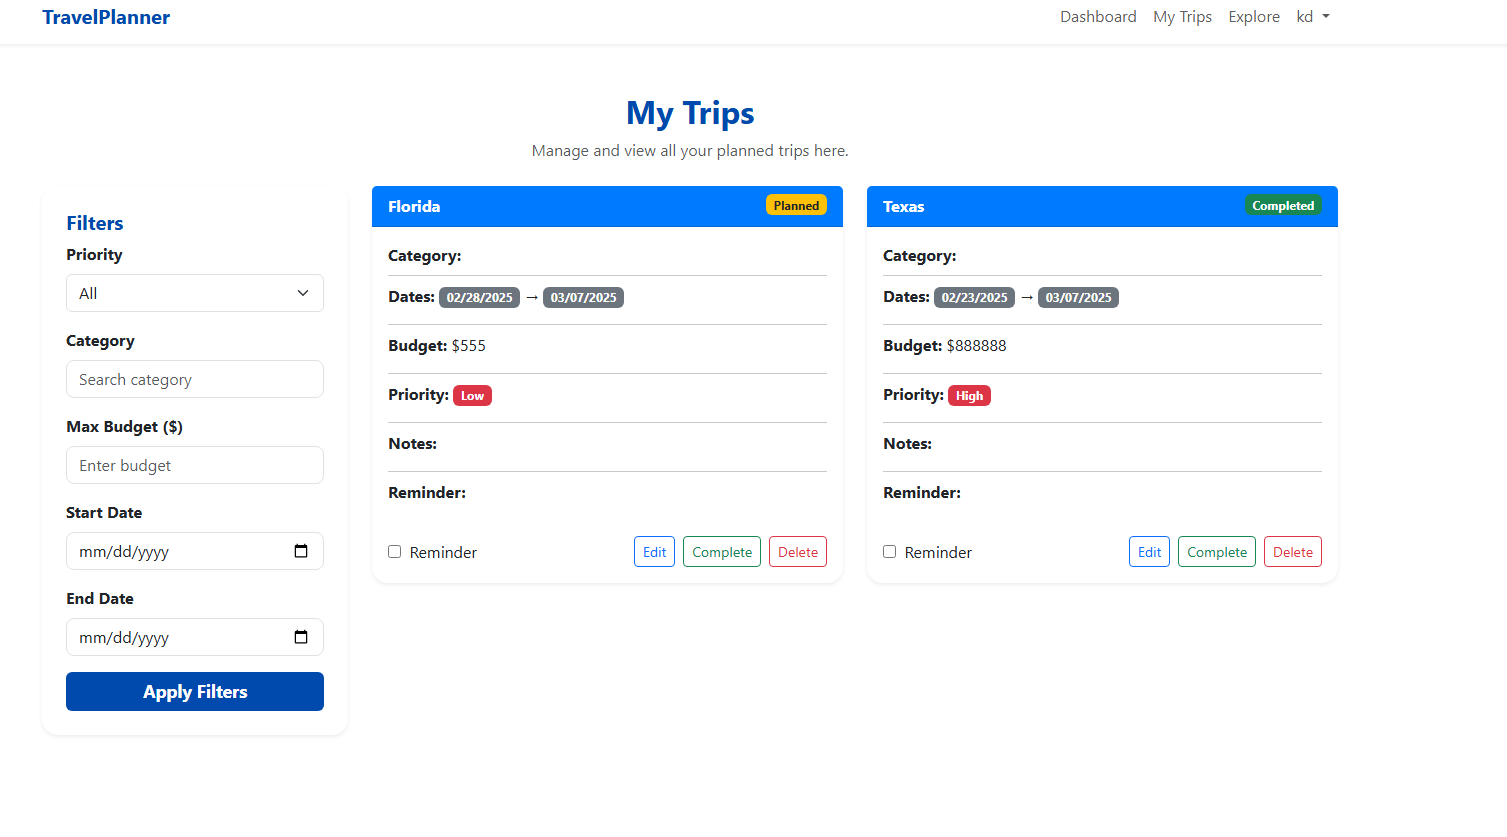 TravelPlanner
Dashboard My Trips Explore kd
My Trips
Manage and view all your planned trips here.
Filters
Priority
All
Category
Search category
Max Budget ($)
Enter budget
Start Date
mm/dd/yyyy
End Date
mm/dd/yyyy
Apply Filters
Florida Planned
Category:
Dates: 02/28/2025 → 03/07/2025
Budget: $555
Priority: Low
Notes:
Reminder:
Reminder Edit Complete Delete
Texas Completed
Category:
Dates: 02/23/2025 → 03/07/2025
Budget: $888888
Priority: High
Notes:
Reminder:
Reminder Edit Complete Delete